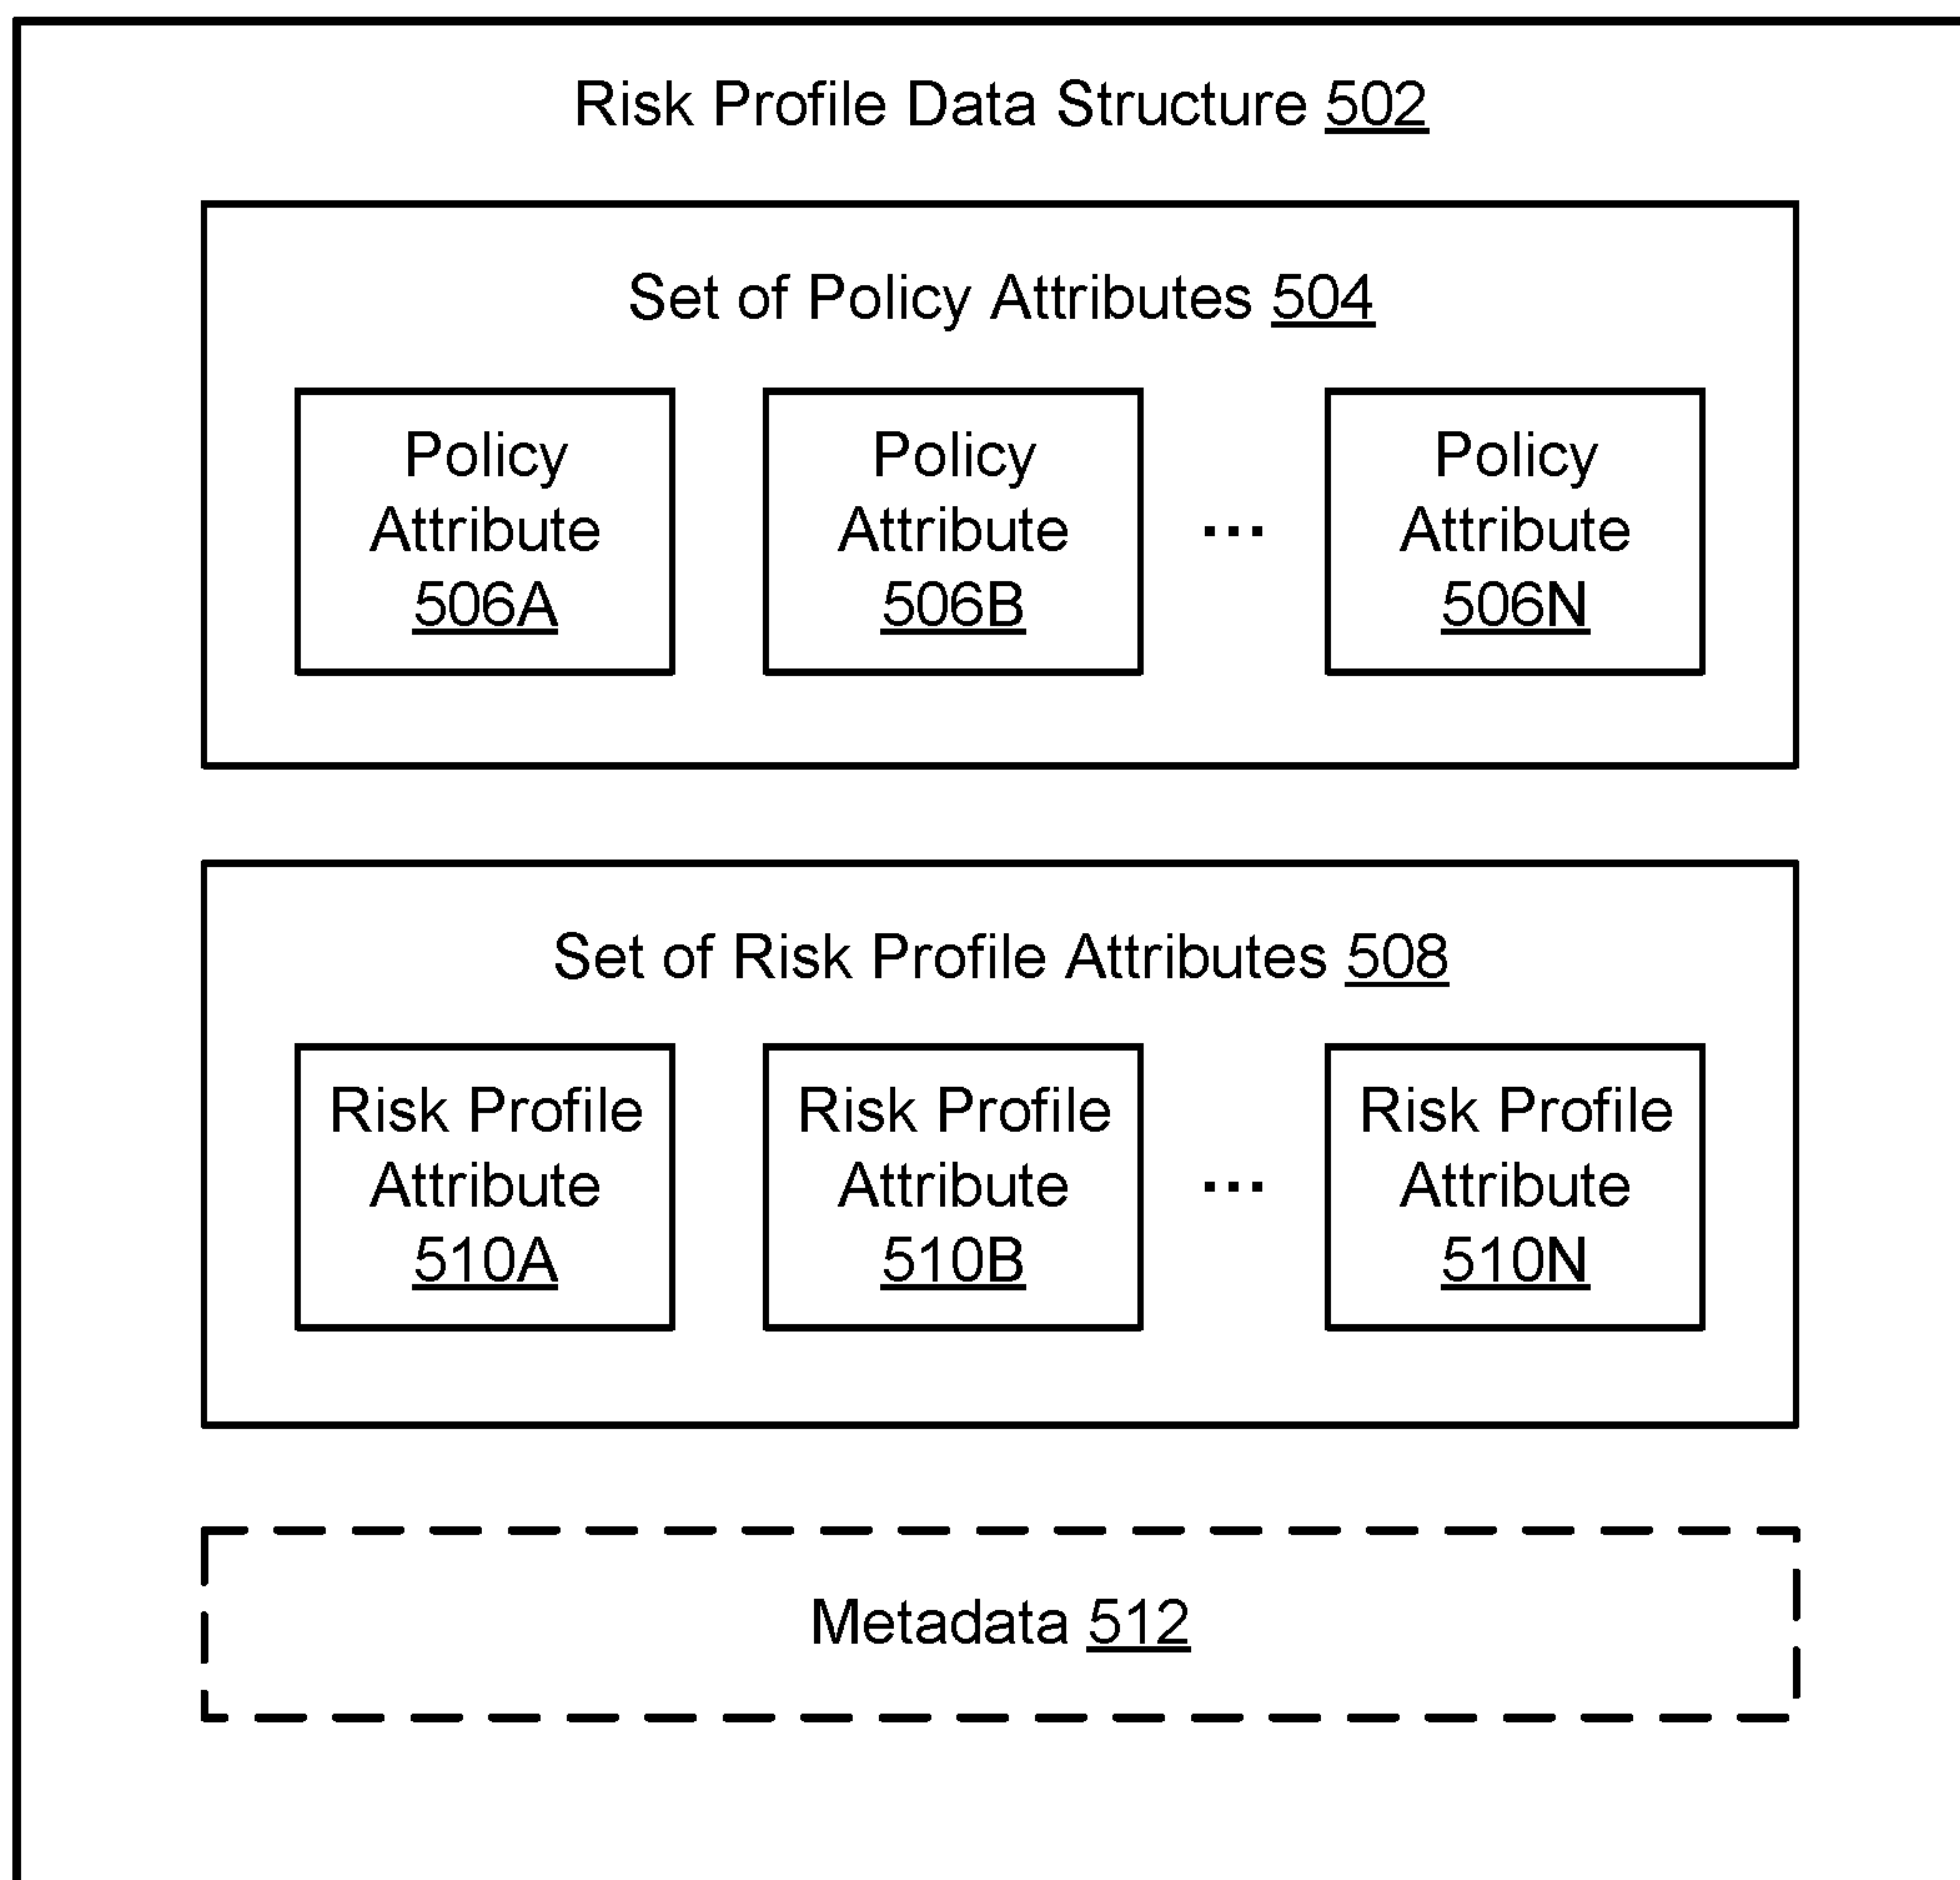 Risk Profile Data Structure 502
Set of Policy Attributes 504
Policy
Attribute
506A
Policy
Attribute
506B
...
Policy
Attribute
506N
Set of Risk Profile Attributes 508
Risk Profile
Attribute
510A
Risk Profile
Attribute
510B
...
Risk Profile
Attribute
510N
Metadata 512